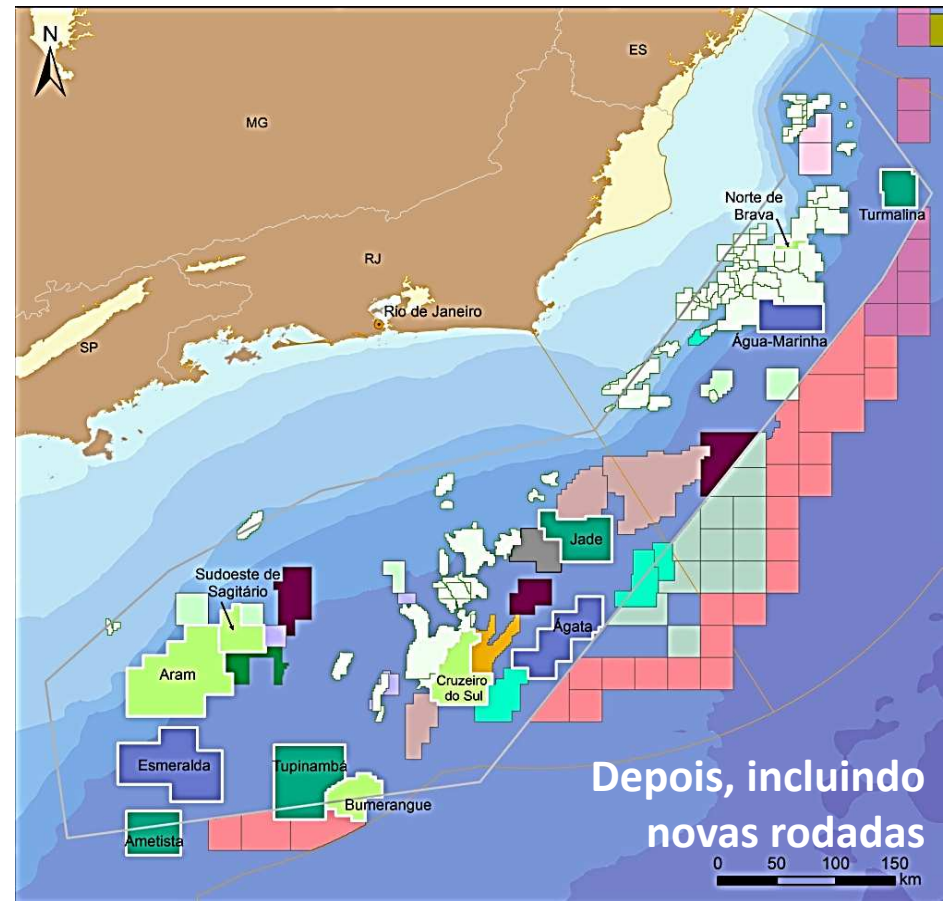 N
ES
MG
Norte de
Brava
Turmalina
RJ
Rio de Janeiro
SP
Água-Marinha
Jade
Sudoeste de
Sagitário
Ágata
Aram
Cruzeiro
do Sul
Esmeralda
Tupinambá
Bumerangue
Ametista
Depois, incluindo
novas rodadas
0 50 100 150
km